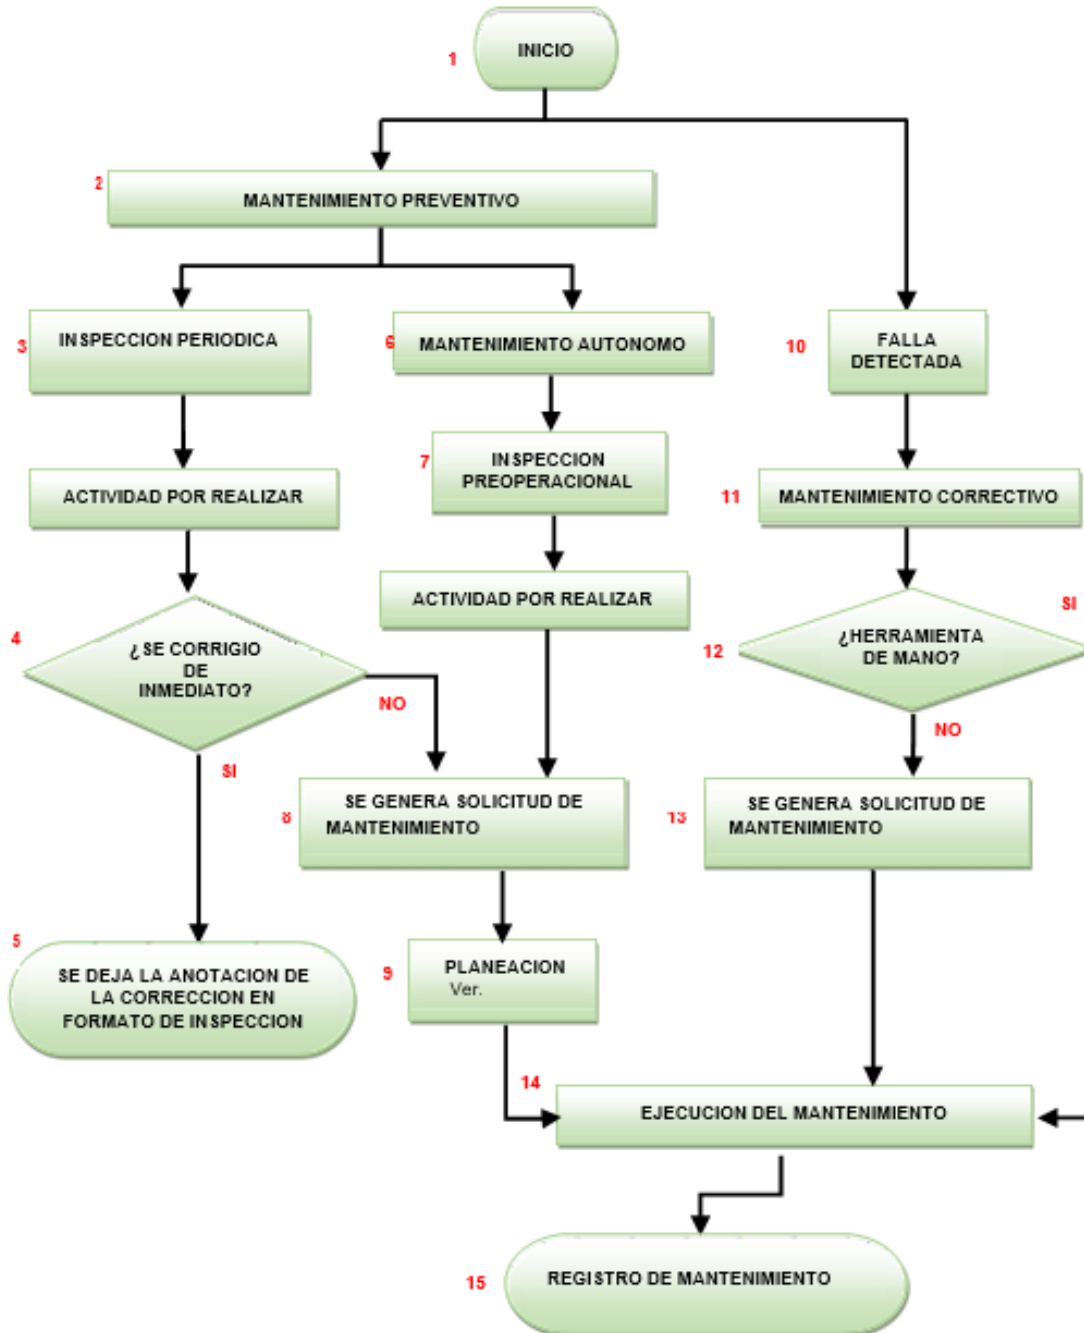 1
INICIO
2
MANTENIMIENTO PREVENTIVO
3
INSPECCION PERIODICA
6
MANTENIMIENTO AUTONOMO
10
FALLA
DETECTADA
7
INSPECCION
PREOPERACIONAL
ACTIVIDAD POR REALIZAR
11
MANTENIMIENTO CORRECTIVO
ACTIVIDAD POR REALIZAR
SI
4
¿SE CORRIGIO
DE
INMEDIATO?
NO
12
¿HERRAMIENTA
DE MANO?
NO
SI
8
SE GENERA SOLICITUD DE
MANTENIMIENTO
13
SE GENERA SOLICITUD DE
MANTENIMIENTO
5
SE DEJA LA ANOTACION DE
LA CORRECCION EN
FORMATO DE INSPECCION
9
PLANEACION
Ver.
14
EJECUCION DEL MANTENIMIENTO
15
REGISTRO DE MANTENIMIENTO